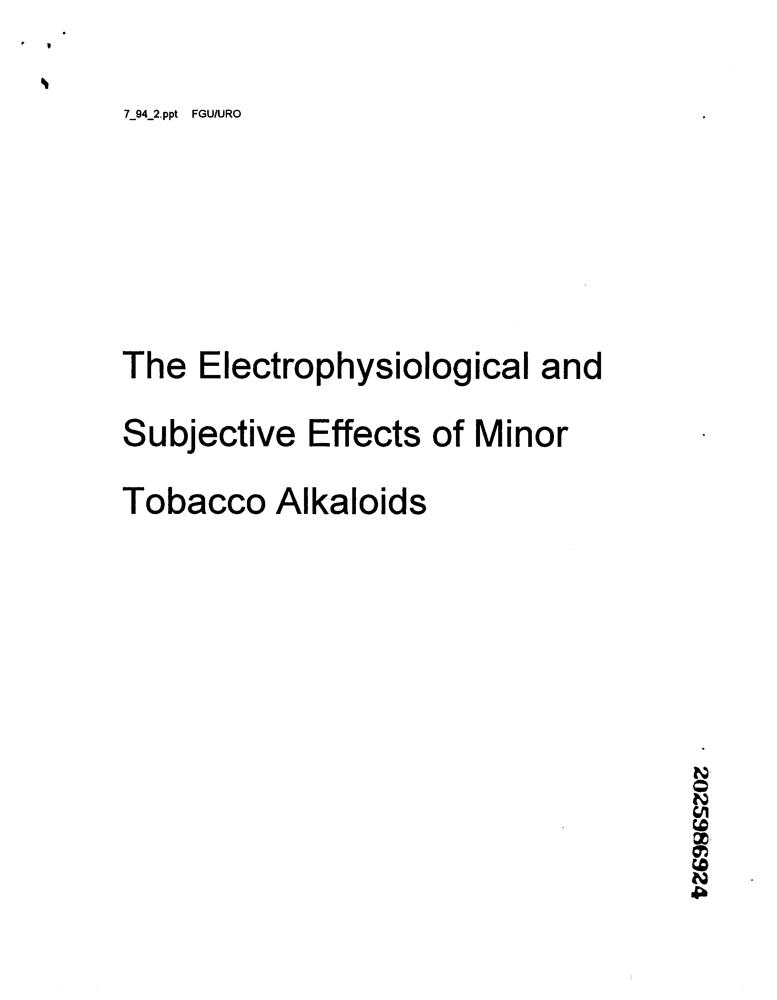 7_94_2.ppt FGU/URO
The Electrophysiological and
Subjective Effects of Minor
Tobacco Alkaloids
2025986924